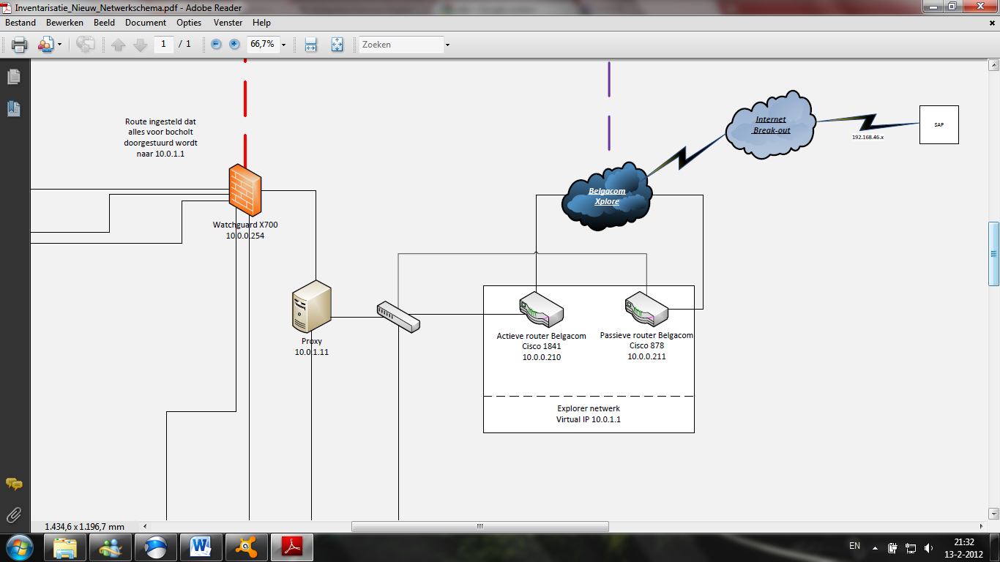 Inventarisatie_Nieuw_Netwerkschema.pdf - Adobe Reader
Bestand Bewerken Beeld Document Opties Venster Help
1 / 1 66,7% Zoeken
Route ingesteld dat
alles voor bocholt
doorgestuurd wordt
naar 10.0.1.1
Internet
Break-out
192.168.46.x
SAP
Belgacom
Xplore
Watchguard X700
10.0.0.254
Proxy
10.0.1.11
Actieve router Belgacom
Cisco 1841
10.0.0.210
Passieve router Belgacom
Cisco 878
10.0.0.211
Explorer netwerk
Virtual IP 10.0.1.1
1.434,6 x 1.196,7 mm
EN
21:32
13-2-2012